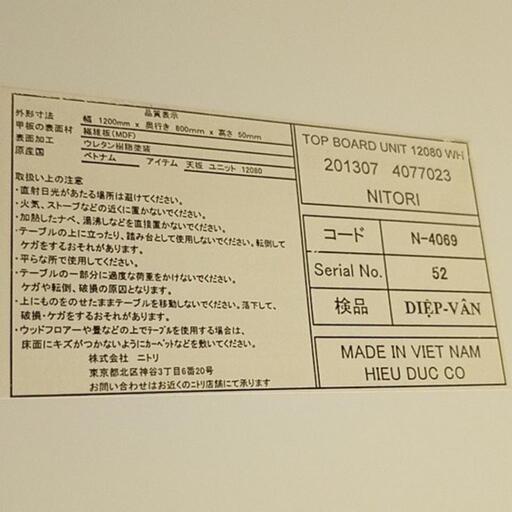 品質表示
外形寸法 幅 1200mm x 奥行き 800mm x 高さ 50mm
甲板の表面材 繊維板(MDF)
表面加工 ウレタン樹脂塗装
原産国 ベトナム アイテム 天板 ユニット 12080
取扱い上の注意
・直射日光があたる場所は避けてください。
・火気、ストーブなどの近くに置かないでください。
・加熱したナベ、湯沸しなどを直接置かないでください。
・テーブルの上に立ったり、踏み台として使用しないでください。転倒して
ケガをするおそれがあります。
・平らな所で使用してください。
・テーブルの一部分に過度な荷重をかけないでください。
ケガや転倒、破損の原因となります。
・上にものをのせたままテーブルを移動しないでください。落下して、
破損・ケガをするおそれがあります。
・ウッドフロアーや畳などの上でテーブルを使用する場合は、
床面にキズがつかないようにカーペットなどを敷いてください。
株式会社 ニトリ
東京都北区神谷3丁目6番20号
お問い合わせはお近くのニトリ店舗にて承ります
TOP BOARD UNIT 12080 WH
201307 4077023
NITORI
コード N-4069
Serial No. 52
検品 DIỆP-VÂN
MADE IN VIET NAM
HIEU DUC CO